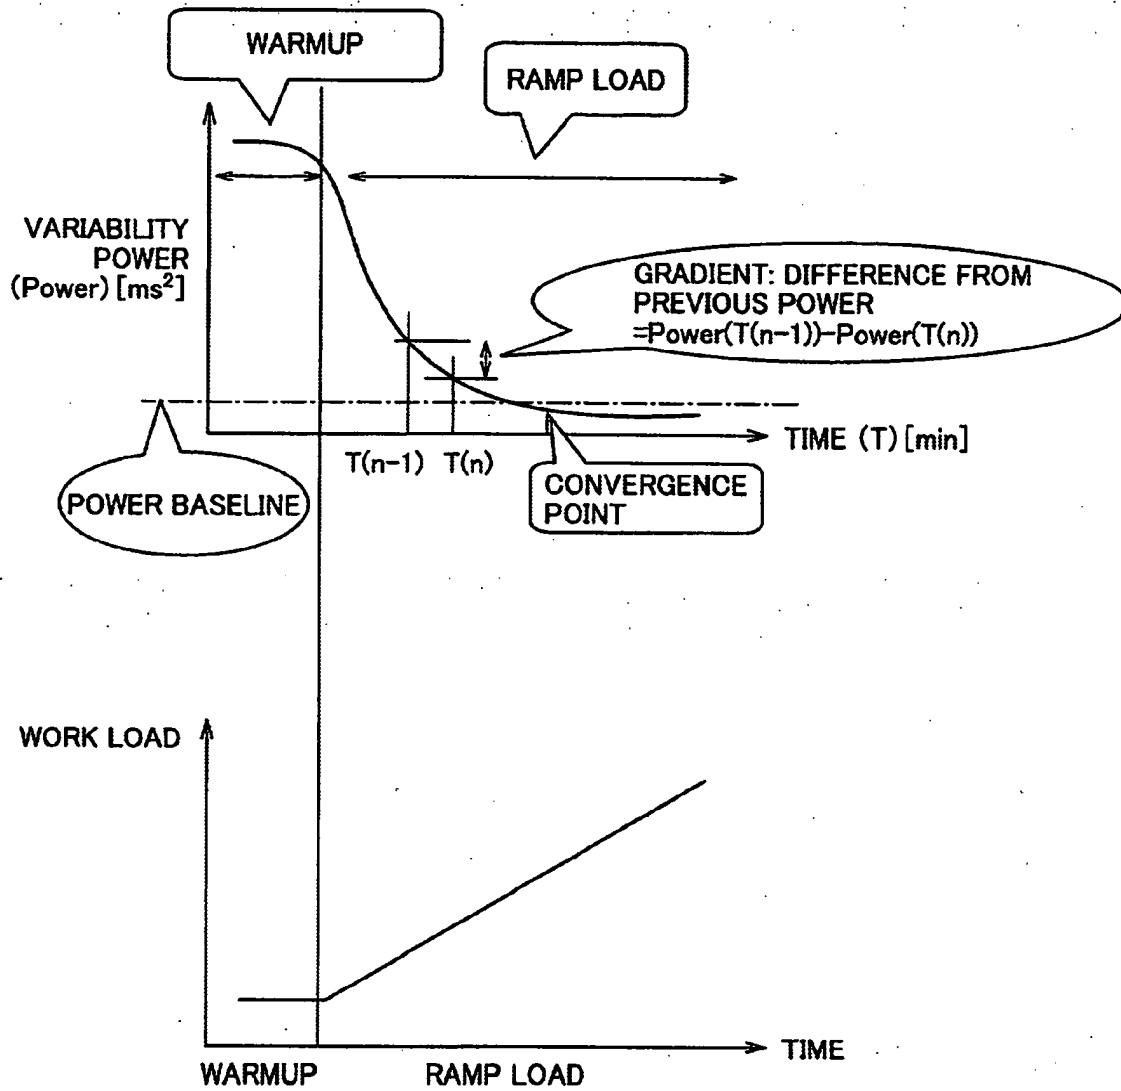 WARMUP
RAMP LOAD
VARIABILITY
POWER
(Power) [ms²]
GRADIENT: DIFFERENCE FROM
PREVIOUS POWER
=Power(T(n-1))-Power(T(n))
TIME (T) [min]
T(n-1) T(n)
POWER BASELINE
CONVERGENCE
POINT
WORK LOAD
TIME
WARMUP RAMP LOAD